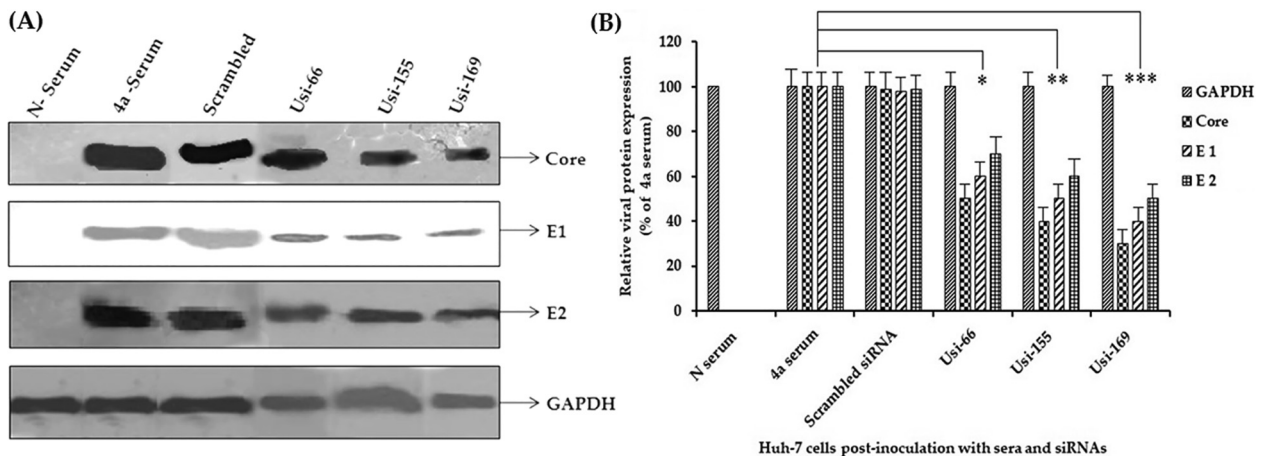 (A)
N- Serum
4a -Serum
Scrambled
Usi-66
Usi-155
Usi-169
Core
E1
E2
GAPDH
(B)
Relative viral protein expression
(% of 4a serum)
120
100
80
60
40
20
0
*
**
***
GAPDH
Core
E 1
E 2
N serum
4a serum
Scrambled siRNA
Usi-66
Usi-155
Usi-169
Huh-7 cells post-inoculation with sera and siRNAs